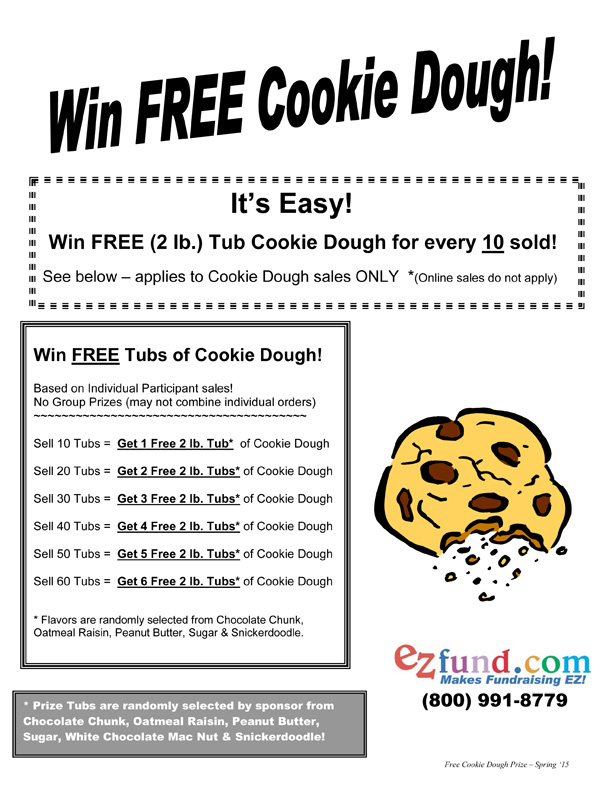 Win FREE Cookie Dough!
It's Easy!
Win FREE (2 lb.) Tub Cookie Dough for every 10 sold!
See below – applies to Cookie Dough sales ONLY *(Online sales do not apply)
Win FREE Tubs of Cookie Dough!
Based on Individual Participant sales!
No Group Prizes (may not combine individual orders)
~~~~~~~~~~~~~~~~~~~~~~~~~~~~~~~~~~~~~~~
Sell 10 Tubs = Get 1 Free 2 lb. Tub* of Cookie Dough
Sell 20 Tubs = Get 2 Free 2 lb. Tubs* of Cookie Dough
Sell 30 Tubs = Get 3 Free 2 lb. Tubs* of Cookie Dough
Sell 40 Tubs = Get 4 Free 2 lb. Tubs* of Cookie Dough
Sell 50 Tubs = Get 5 Free 2 lb. Tubs* of Cookie Dough
Sell 60 Tubs = Get 6 Free 2 lb. Tubs* of Cookie Dough
* Flavors are randomly selected from Chocolate Chunk,
Oatmeal Raisin, Peanut Butter, Sugar & Snickerdoodle.
ezfund.com
Makes Fundraising EZ!
(800) 991-8779
* Prize Tubs are randomly selected by sponsor from
Chocolate Chunk, Oatmeal Raisin, Peanut Butter,
Sugar, White Chocolate Mac Nut & Snickerdoodle!
Free Cookie Dough Prize – Spring '15